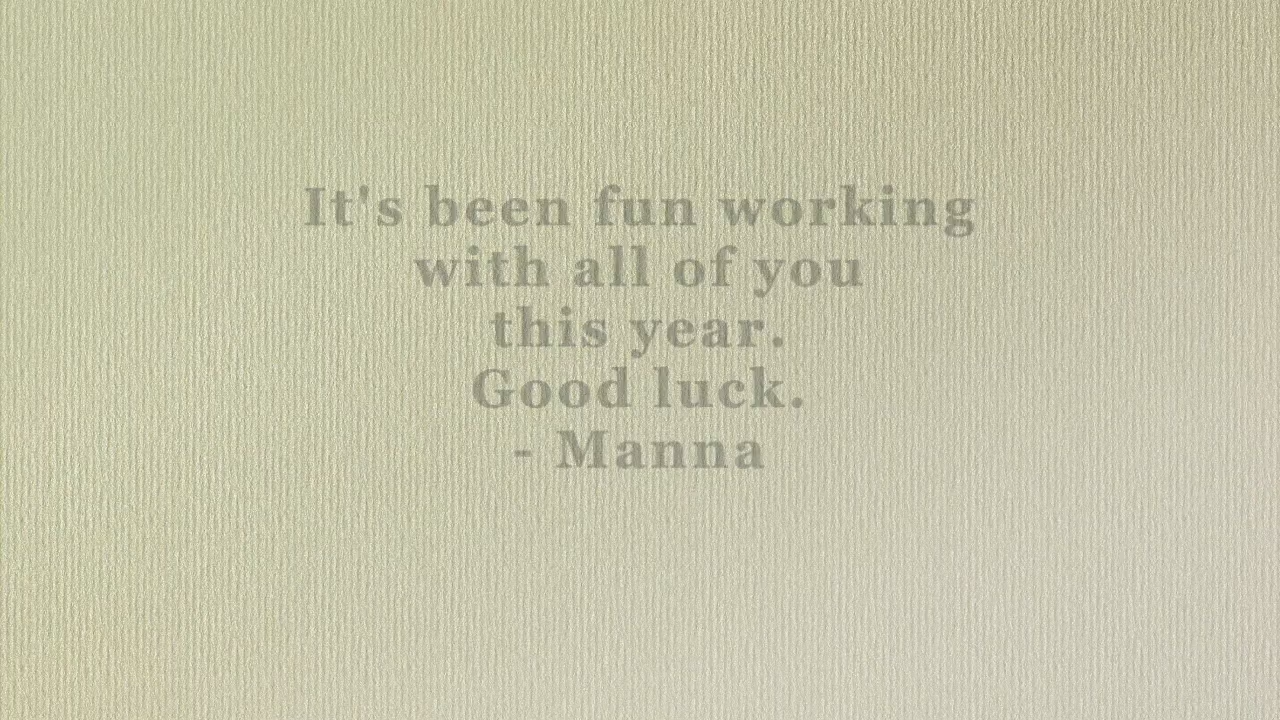 It's been fun working
with all of you
this year.
Good luck.
- Manna